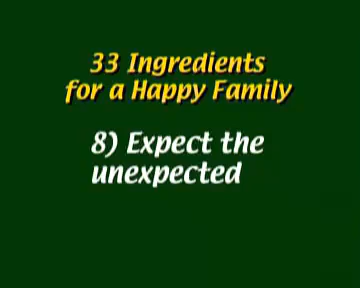 33 Ingredients
for a Happy Family
8) Expect the
unexpected